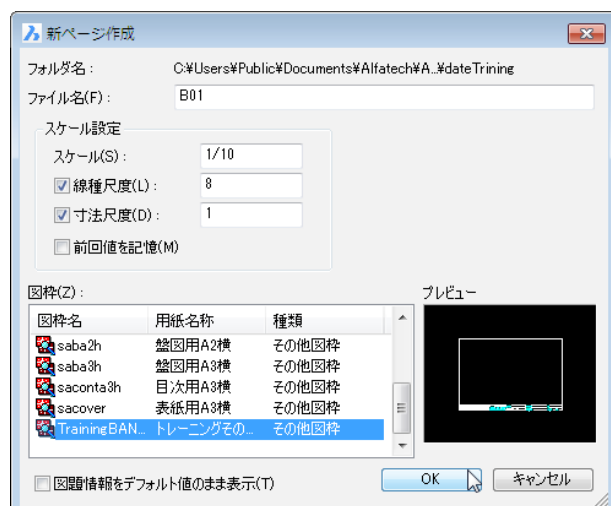 新ページ作成
フォルダ名： C:¥Users¥Public¥Documents¥Alfatech¥A...¥dateTrining
ファイル名(F)： B01
スケール設定
スケール(S)： 1/10
線種尺度(L)： 8
寸法尺度(D)： 1
前回値を記憶(M)
図枠(Z)： プレビュー
図枠名 用紙名称 種類
saba2h 盤図用A2横 その他図枠
saba3h 盤図用A3横 その他図枠
saconta3h 目次用A3横 その他図枠
sacover 表紙用A3横 その他図枠
TrainingBAN... トレーニングその... その他図枠
図題情報をデフォルト値のまま表示(T) OK キャンセル